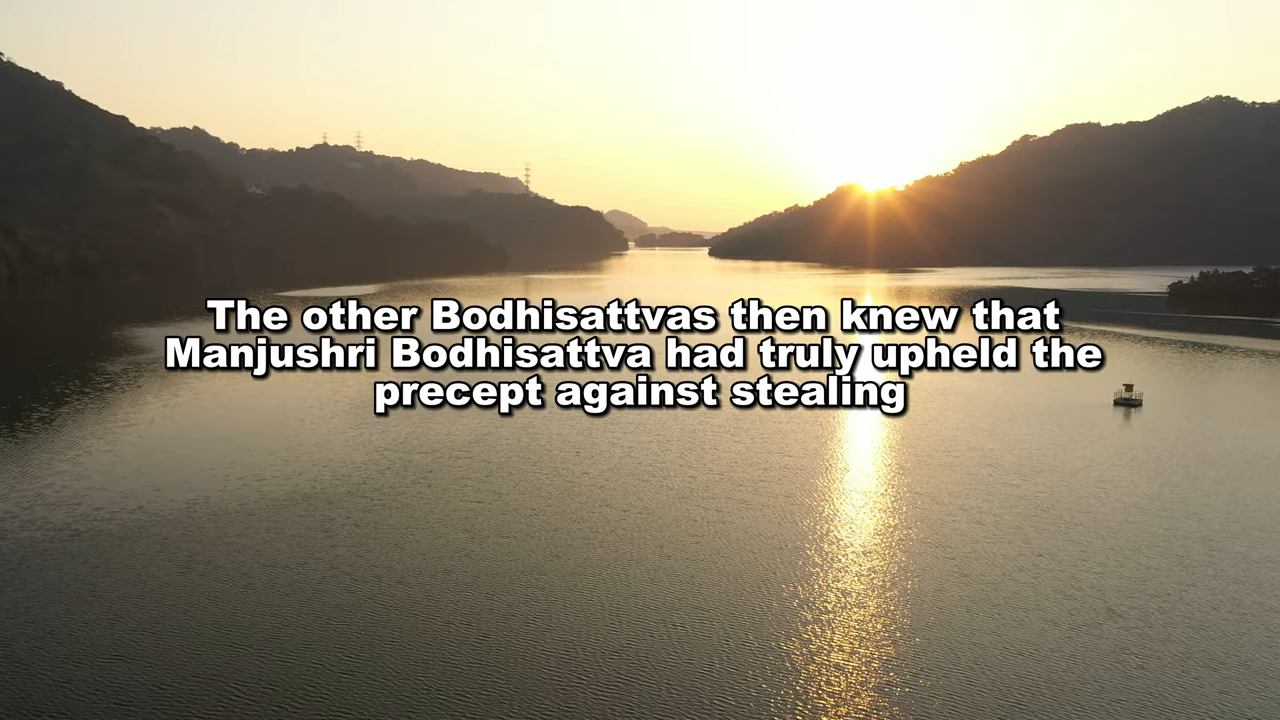 The other Bodhisattvas then knew that
Manjushri Bodhisattva had truly upheld the
precept against stealing